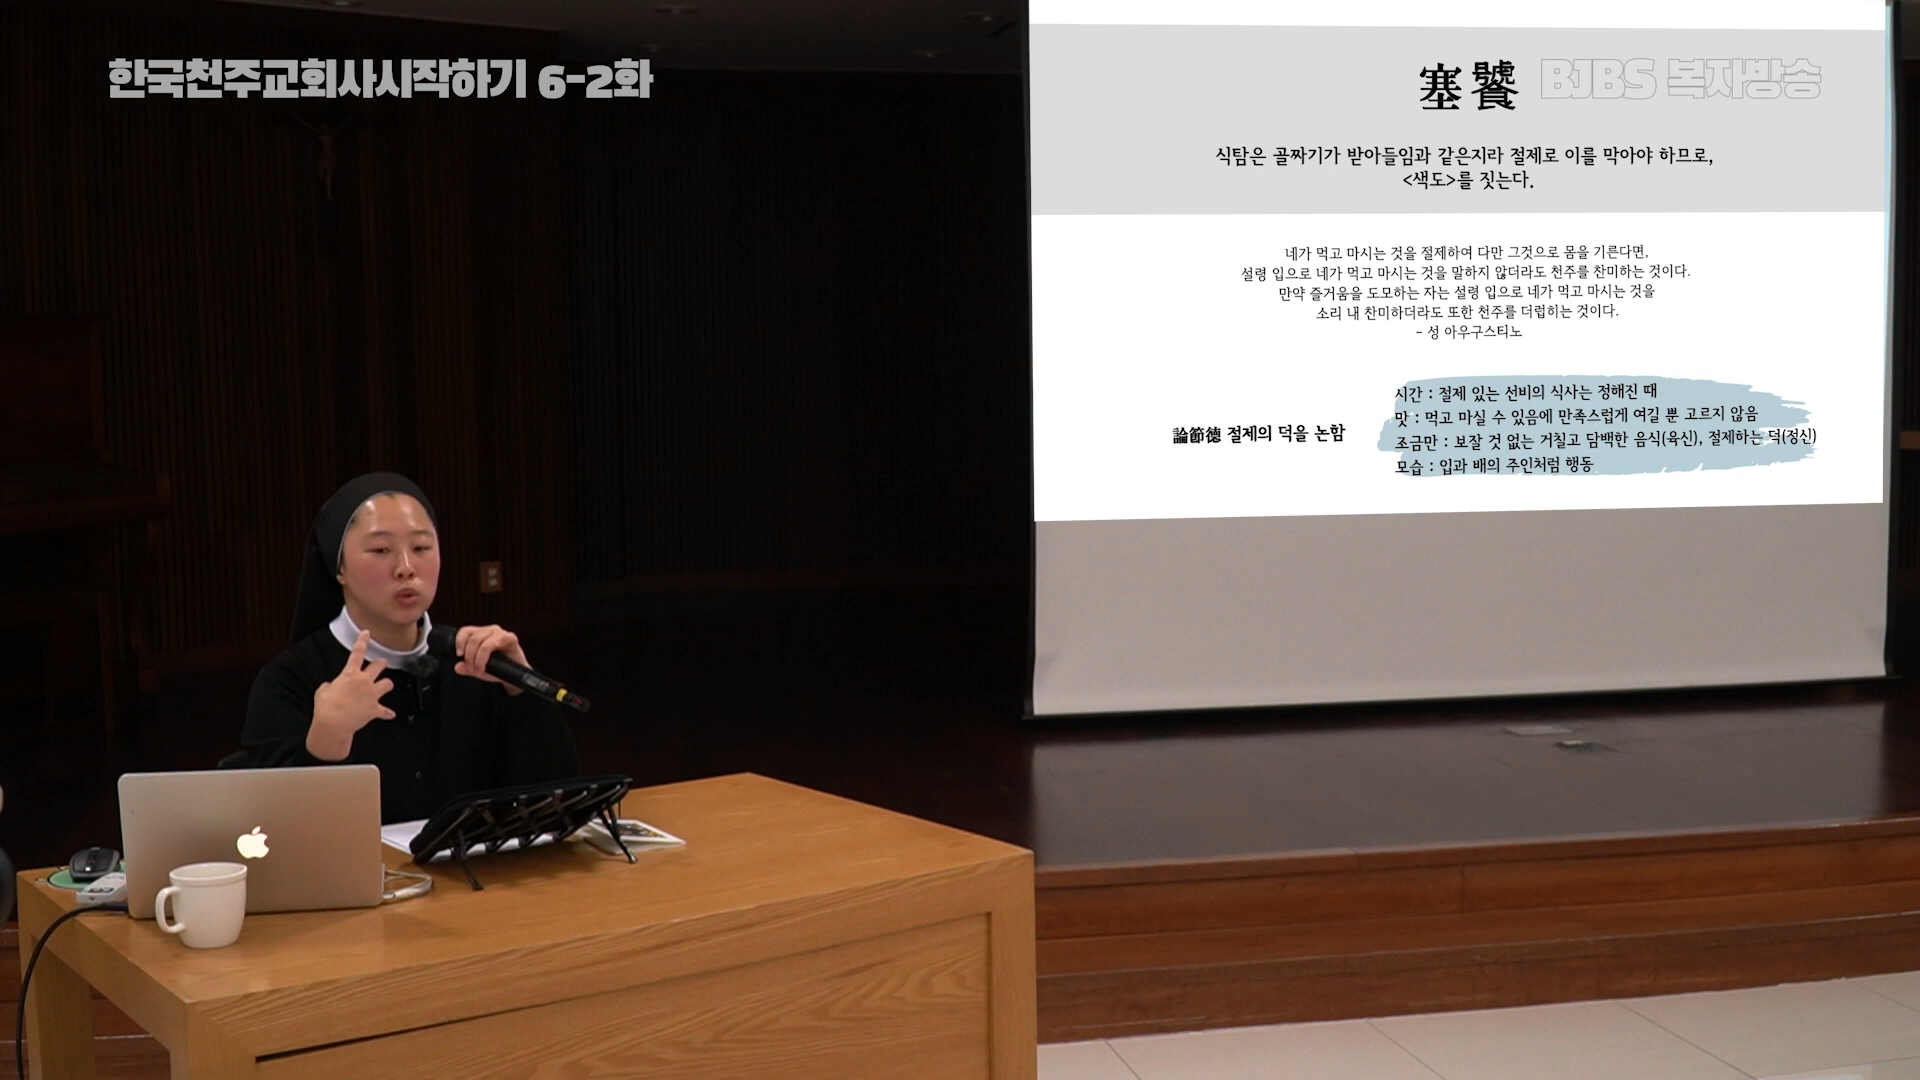 한국천주교회사시작하기 6-2화
BJBS 복자방송
塞饕
식탐은 골짜기가 받아들임과 같은지라 절제로 이를 막아야 하므로,
<색도>를 짓는다.
네가 먹고 마시는 것을 절제하여 다만 그것으로 몸을 기른다면,
설령 입으로 네가 먹고 마시는 것을 말하지 않더라도 천주를 찬미하는 것이다.
만약 즐거움을 도모하는 자는 설령 입으로 네가 먹고 마시는 것을
소리 내 찬미하더라도 또한 천주를 더럽히는 것이다.
- 성 아우구스티노
論節德 절제의 덕을 논함
시간 : 절제 있는 선비의 식사는 정해진 때
맛 : 먹고 마실 수 있음에 만족스럽게 여길 뿐 고르지 않음
조금만 : 보잘 것 없는 거칠고 담백한 음식(육신), 절제하는 덕(정신)
모습 : 입과 배의 주인처럼 행동